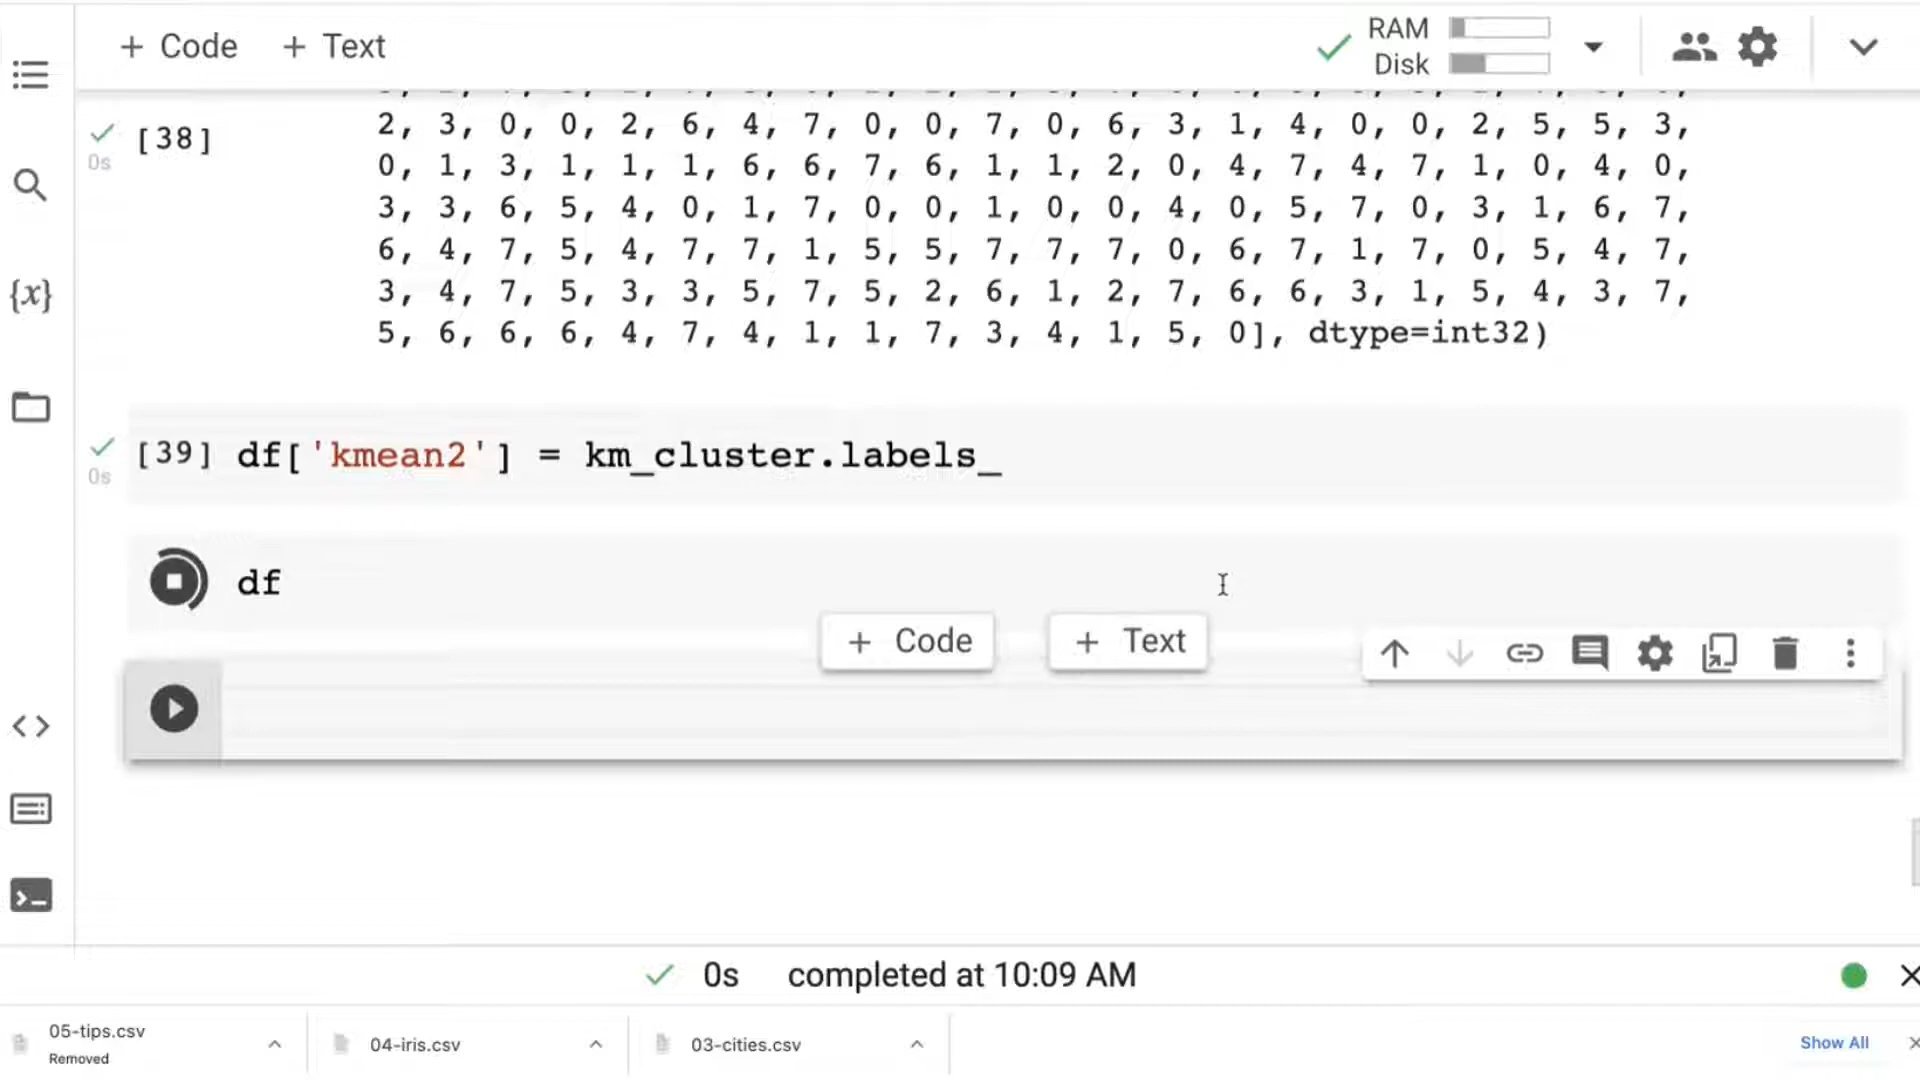 + Code + Text
RAM
Disk
[38]
2, 3, 0, 0, 2, 6, 4, 7, 0, 0, 7, 0, 6, 3, 1, 4, 0, 0, 2, 5, 5, 3,
0s
0, 1, 3, 1, 1, 1, 6, 6, 7, 6, 1, 1, 2, 0, 4, 7, 4, 7, 1, 0, 4, 0,
3, 3, 6, 5, 4, 0, 1, 7, 0, 0, 1, 0, 0, 4, 0, 5, 7, 0, 3, 1, 6, 7,
6, 4, 7, 5, 4, 7, 7, 1, 5, 5, 7, 7, 7, 0, 6, 7, 1, 7, 0, 5, 4, 7,
{x}
3, 4, 7, 5, 3, 3, 5, 7, 5, 2, 6, 1, 2, 7, 6, 6, 3, 1, 5, 4, 3, 7,
5, 6, 6, 6, 4, 7, 4, 1, 1, 7, 3, 4, 1, 5, 0], dtype=int32)
[39] df['kmean2'] = km_cluster.labels_
0s
df
+ Code + Text
0s completed at 10:09 AM
05-tips.csv
Removed
04-iris.csv
03-cities.csv
Show All